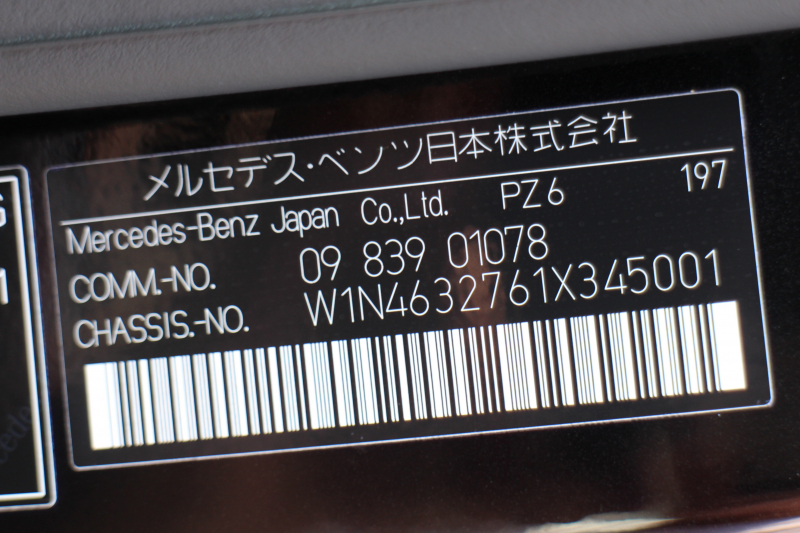 メルセデス・ベンツ日本株式会社
Mercedes-Benz Japan Co.,Ltd. PZ6 197
COMM.-NO. 09 839 01078
CHASSIS.-NO. W1N4632761X345001